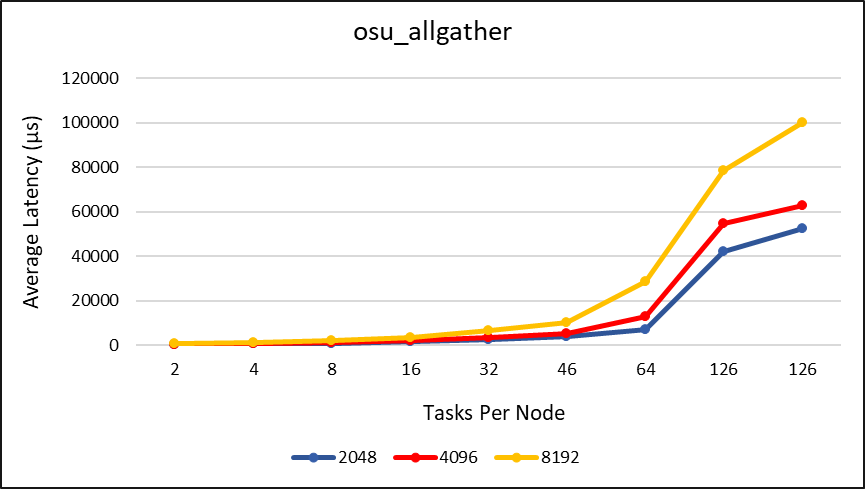 osu_allgather
120000
100000
80000
60000
40000
20000
0
Average Latency (µs)
2 4 8 16 32 46 64 126 126
Tasks Per Node
2048 4096 8192